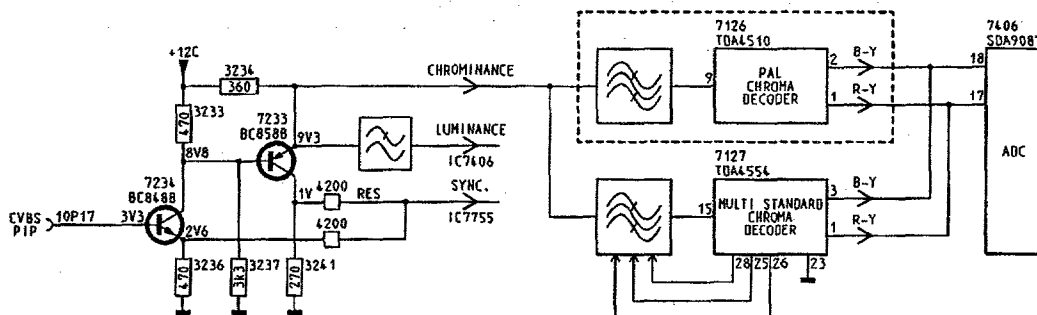 +12C
3234
360
3233
470
7233
BC858B
8V8
9V3
7234
BC848B
CVBS
PIP
10P17
3V3
2V6
1V
4200
RES
4200
3236
470
3237
3k3
3241
270
CHROMINANCE
LUMINANCE
IC7406
SYNC.
IC7755
7126
TDA4510
9
PAL
CHROMA
DECODER
2
B-Y
1
R-Y
7127
TDA4554
15
MULTI STANDARD
CHROMA
DECODER
3
B-Y
1
R-Y
28
25
26
23
7406
SDA9087
18
17
ADC